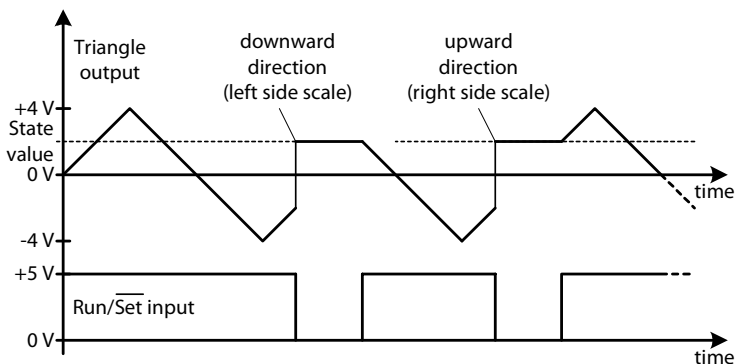 Triangle
output
downward
direction
(left side scale)
upward
direction
(right side scale)
+4 V
State
value
0 V
time
-4 V
+5 V
Run/S̅e̅t̅ input
0 V
time